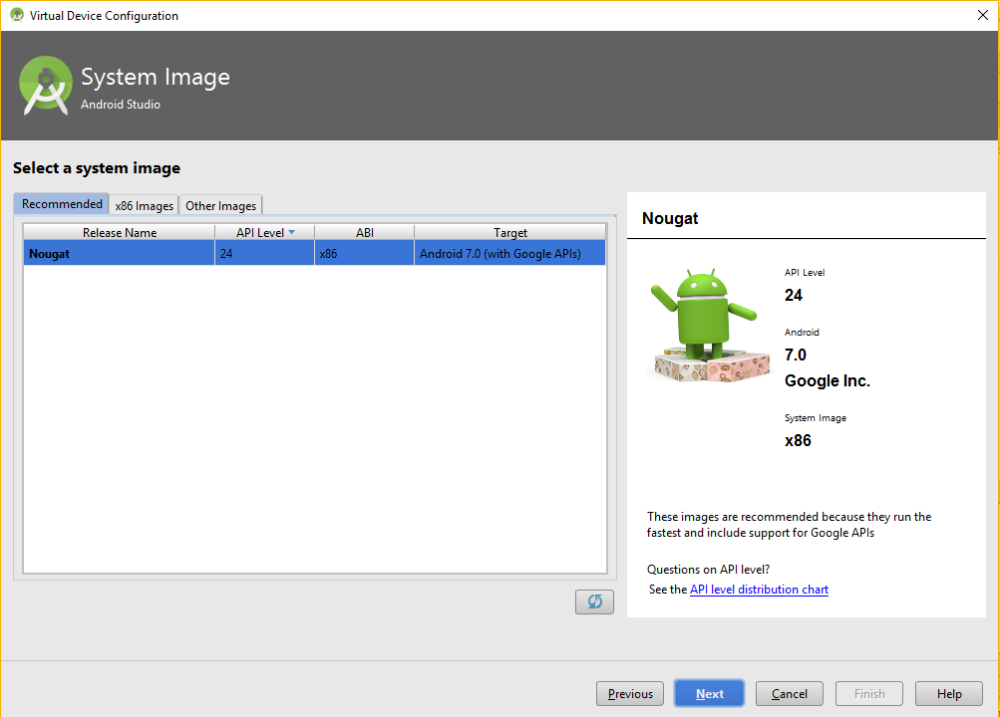 Virtual Device Configuration
System Image
Android Studio
Select a system image
Recommended x86 Images Other Images
Release Name API Level ABI Target
Nougat 24 x86 Android 7.0 (with Google APIs)
Nougat
API Level
24
Android
7.0
Google Inc.
System Image
x86
These images are recommended because they run the
fastest and include support for Google APIs
Questions on API level?
See the API level distribution chart
Previous Next Cancel Finish Help